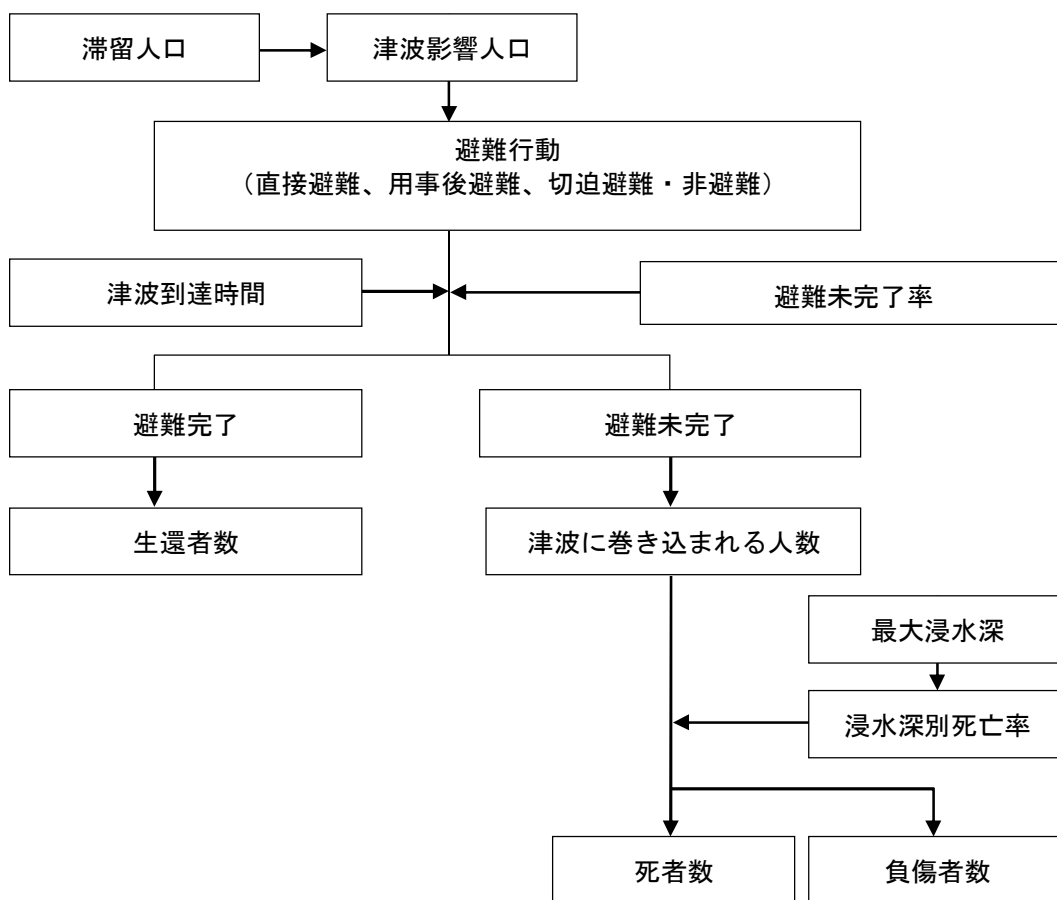 滞留人口
津波影響人口
避難行動
(直接避難、用事後避難、切迫避難・非避難)
津波到達時間
避難未完了率
避難完了
避難未完了
生還者数
津波に巻き込まれる人数
最大浸水深
浸水深別死亡率
死者数
負傷者数